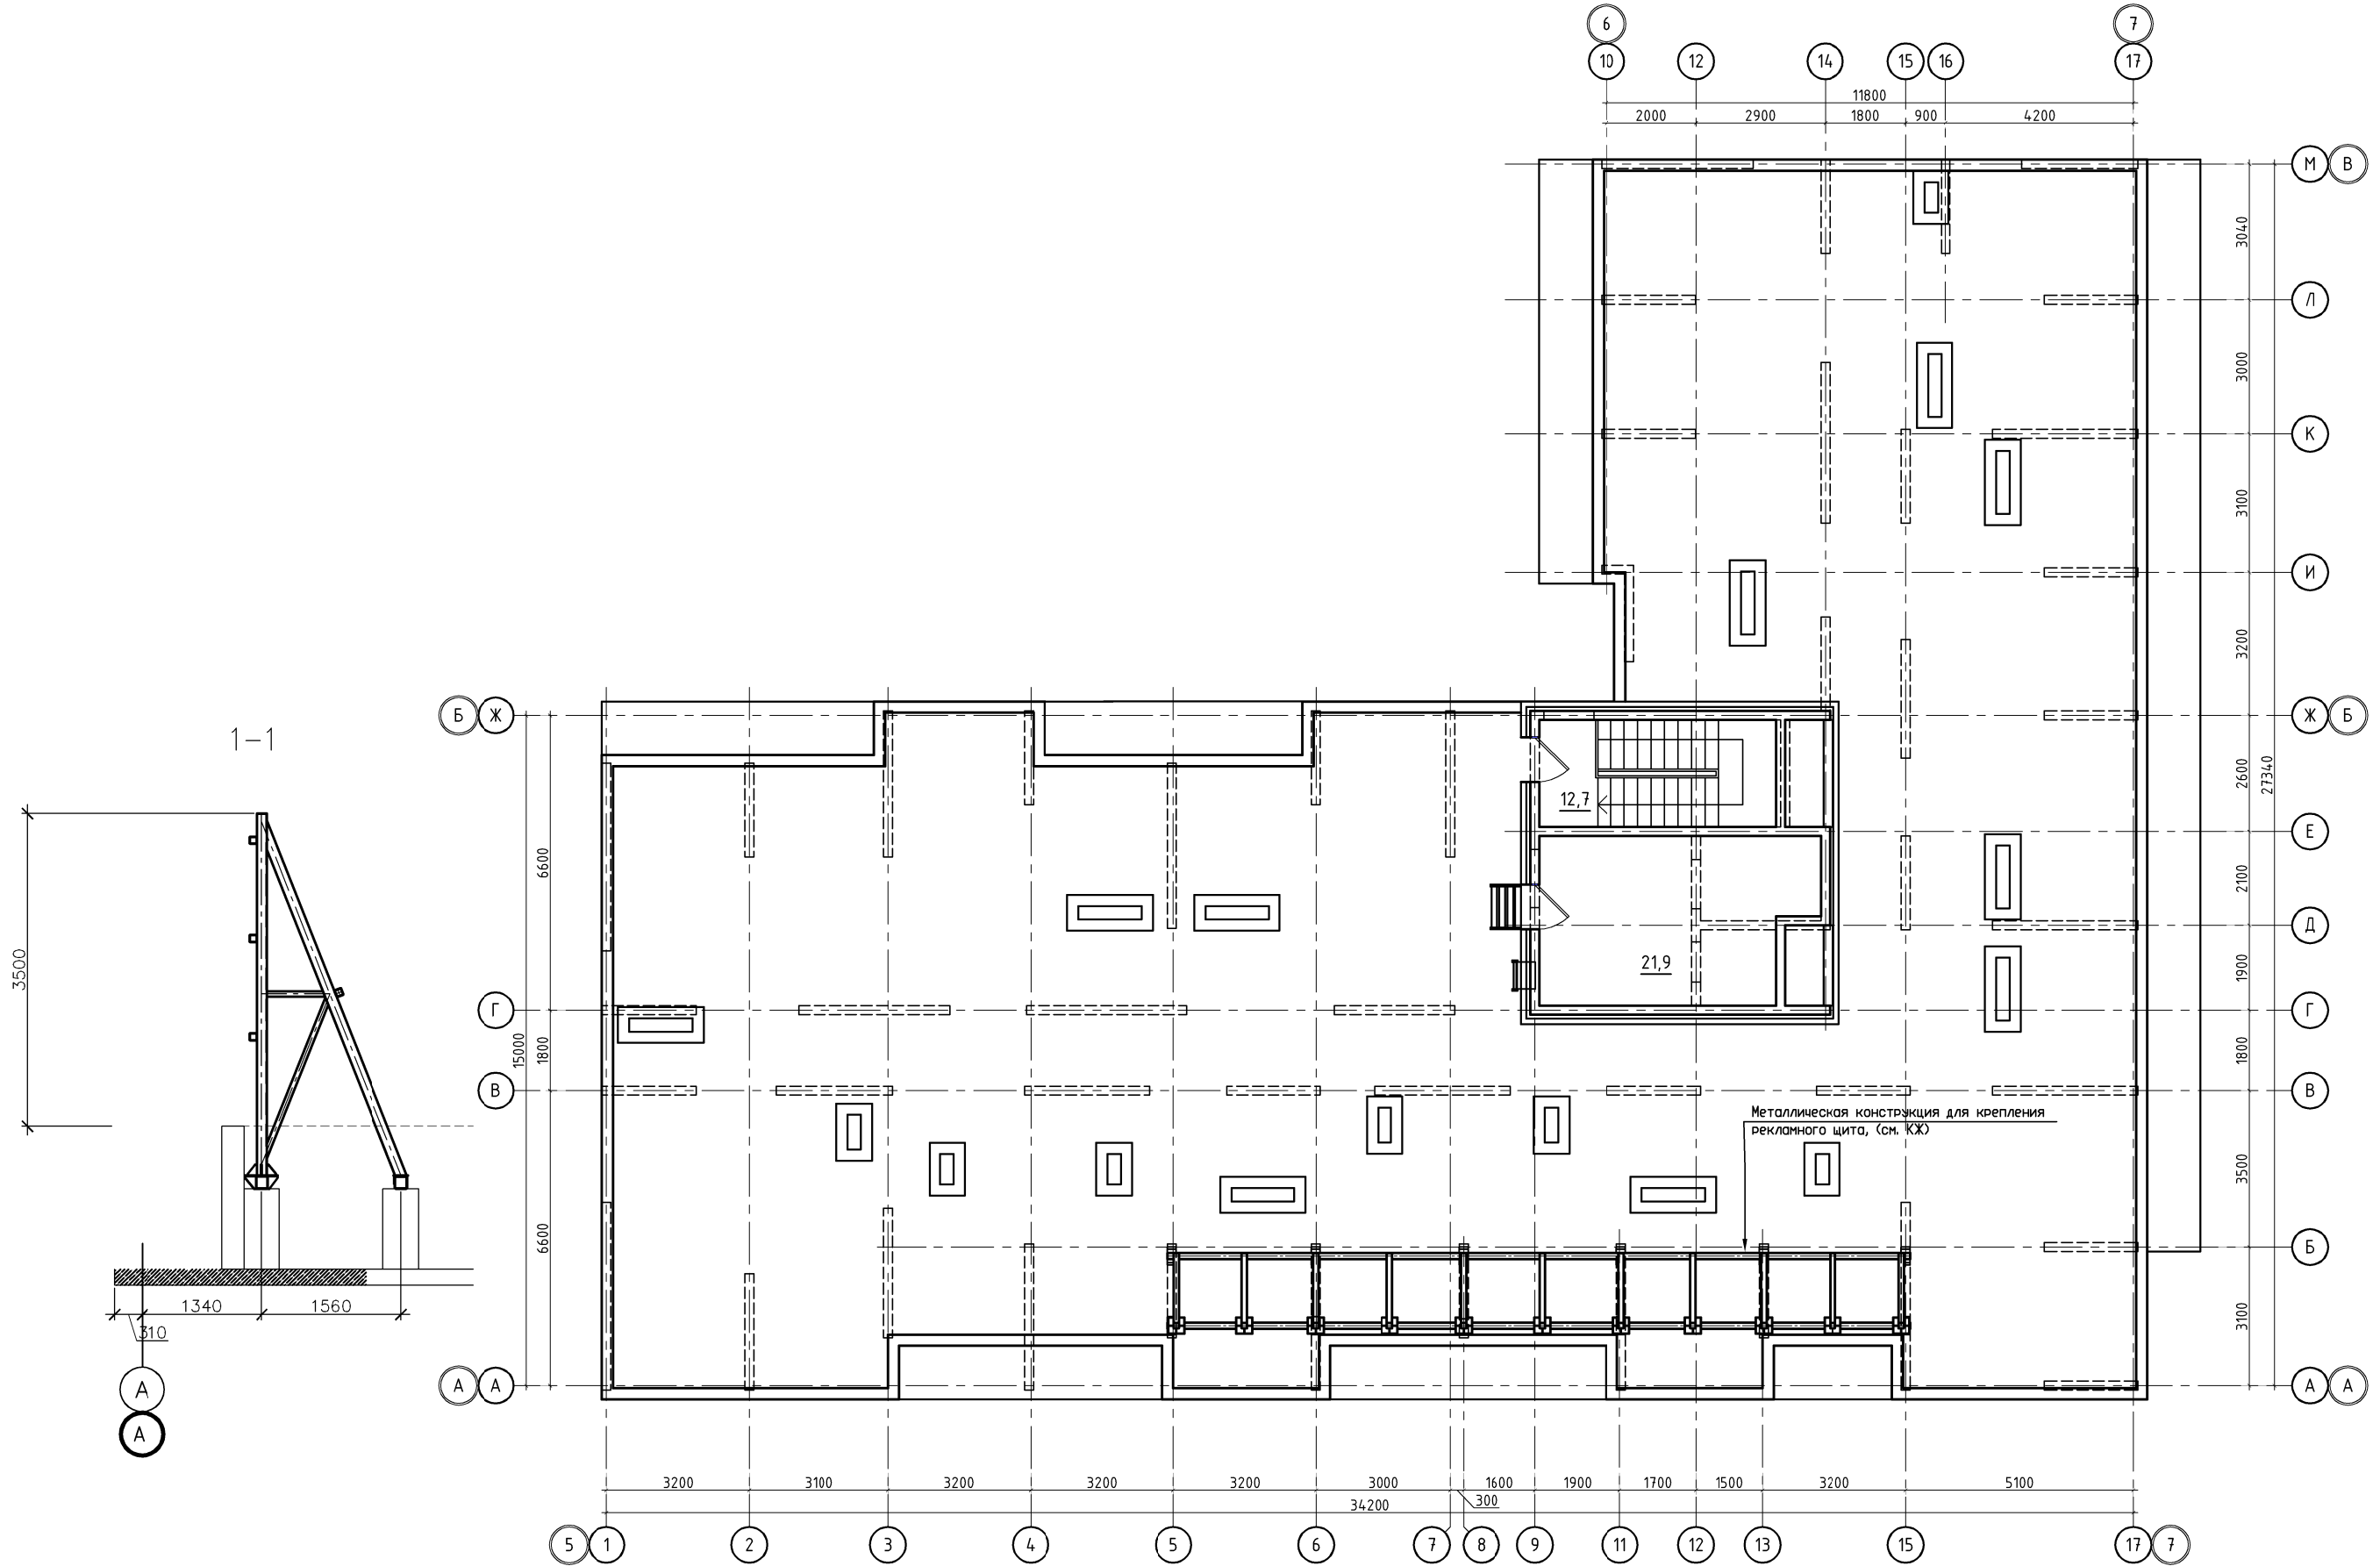 6 7
10 12 14 15 16 17
11800
2000 2900 1800 900 4200
М В
3040
Л
3000
К
3100
И
3200
Б Ж
Ж Б
1-1
2600
27340
12,7
Е
6600
2100
Д
3500
21,9
1900
Г
Г
15000
1800
1800
В
В
Металлическая конструкция для крепления
рекламного щита, (см. КЖ)
3500
6600
Б
1340 1560
310
3100
А
А А
А А
А
3200 3100 3200 3200 3200 3000 1600 1900 1700 1500 3200 5100
300
34200
5 1 2 3 4 5 6 7 8 9 11 12 13 15 17 7